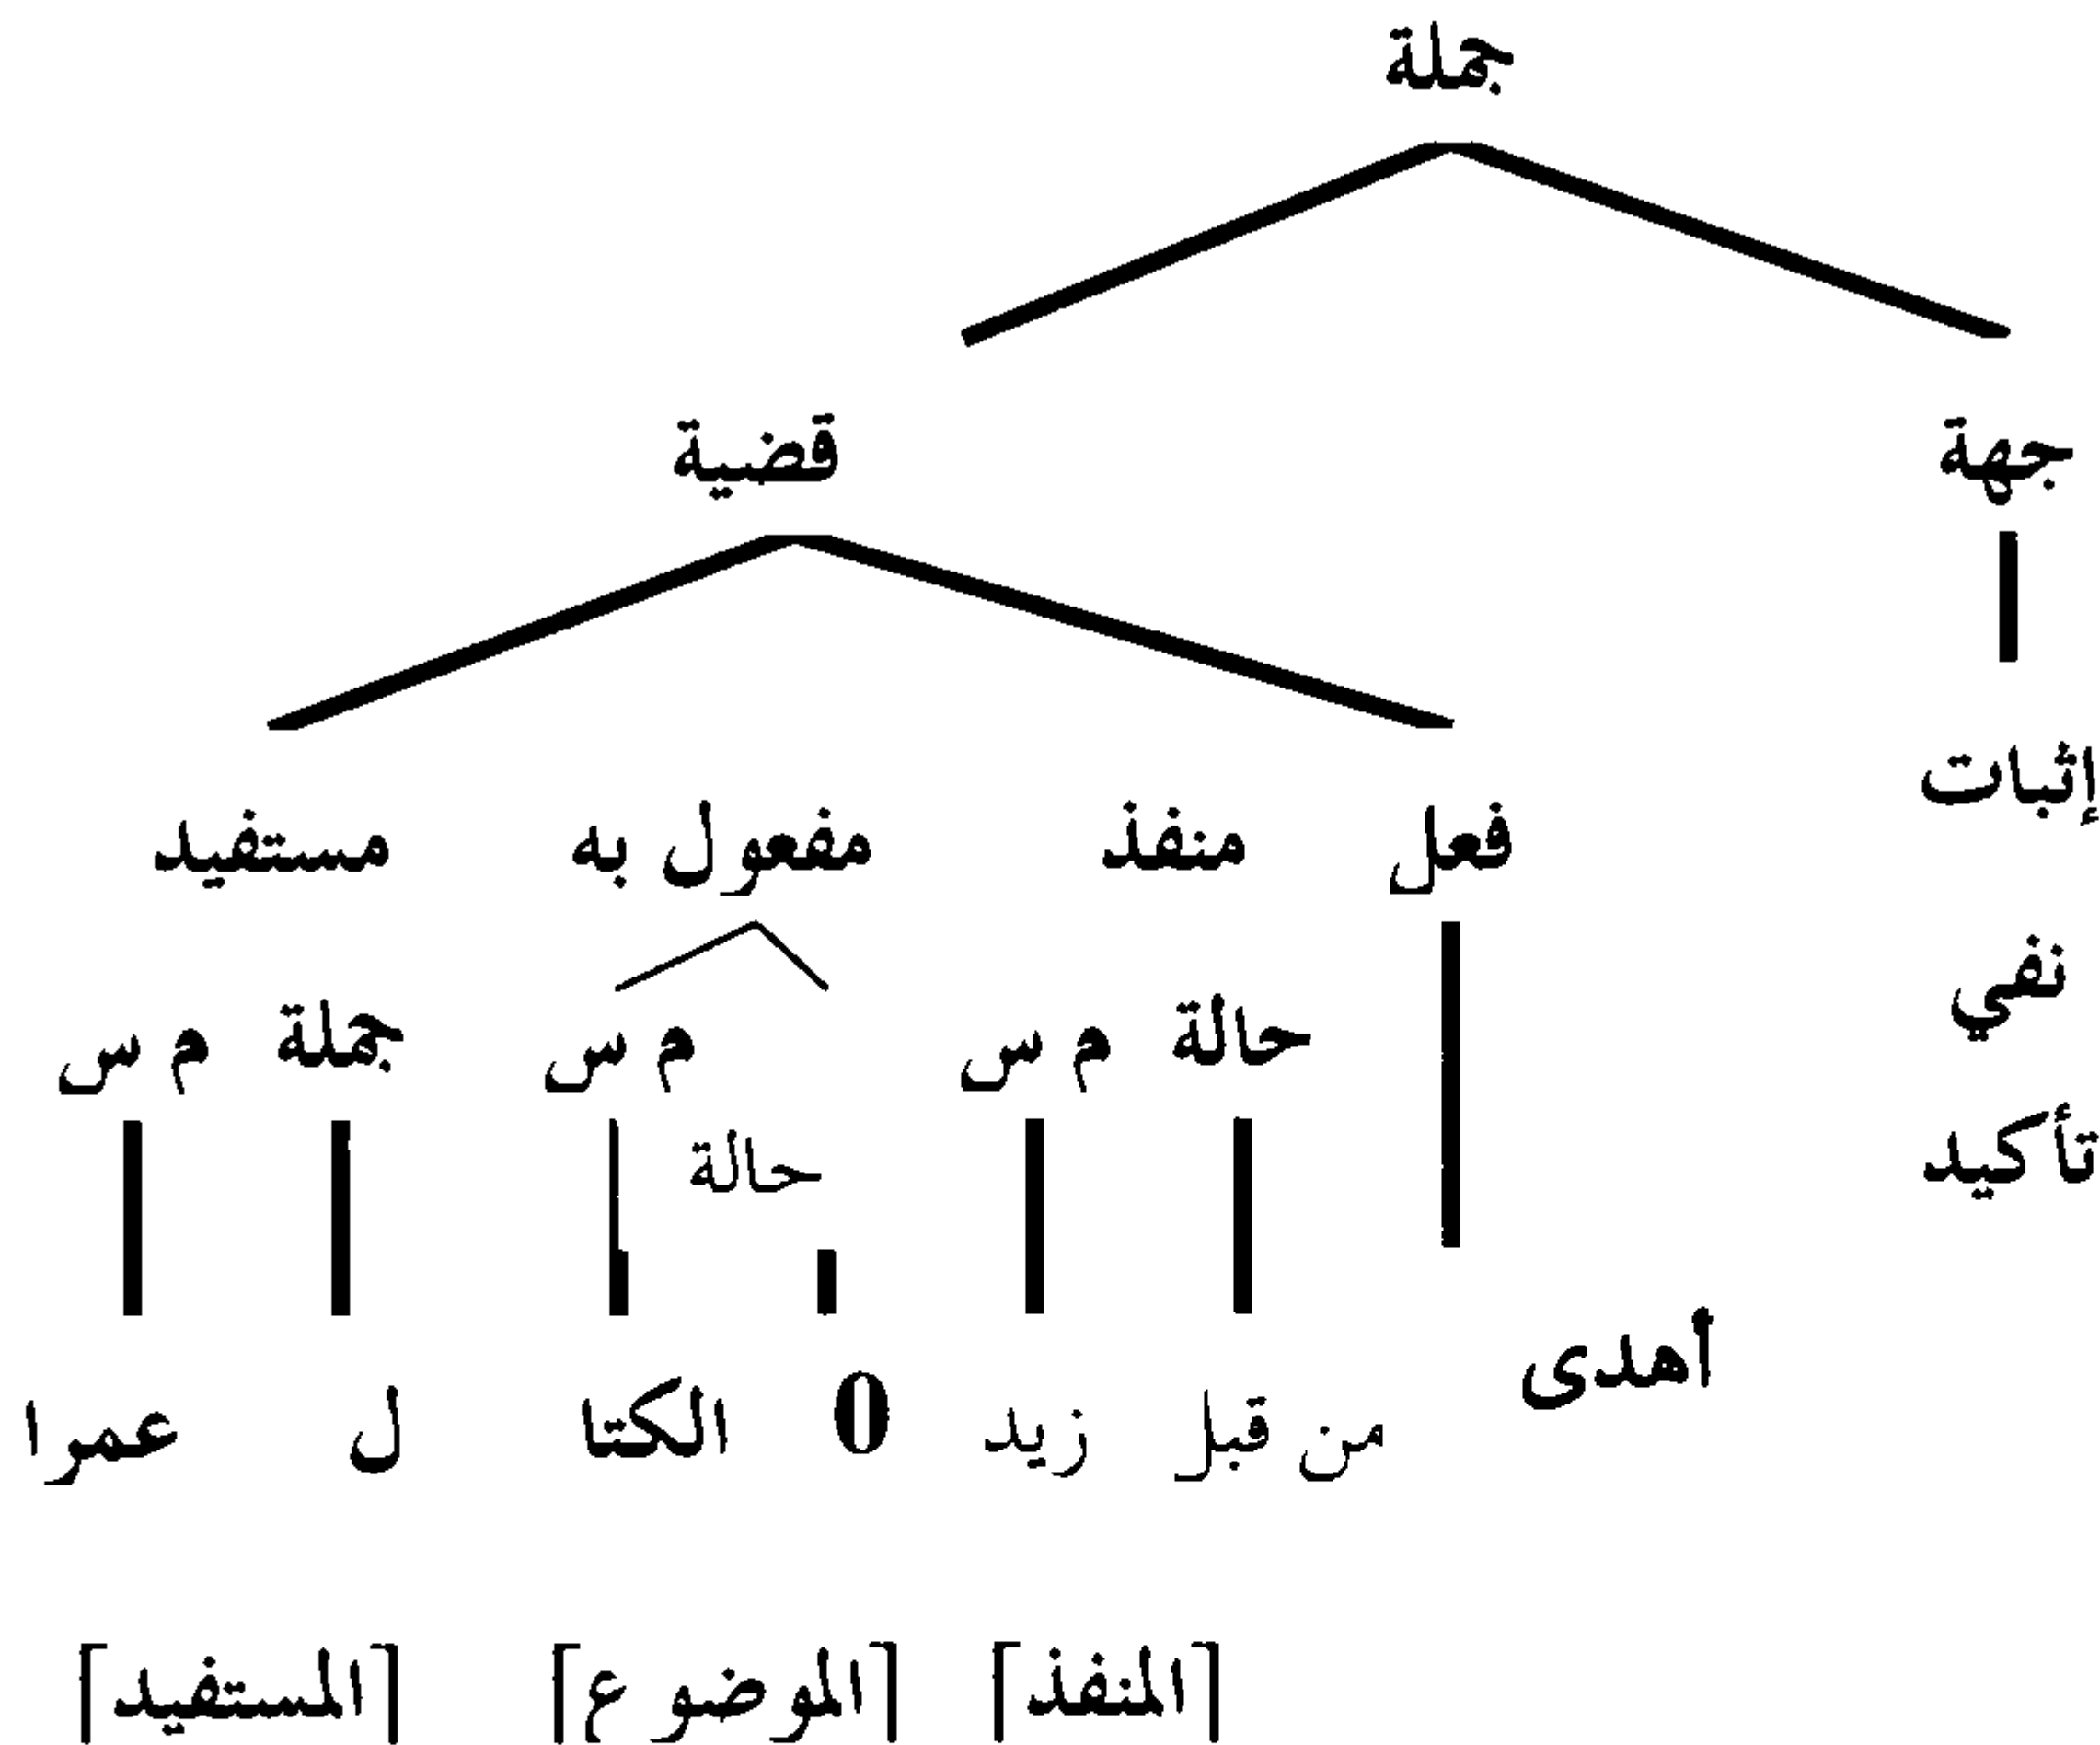 جملة
جهة قضية
إثبات
فعل منفذ مفعول به مستفيد
نفي
حالة م س م س جملة م س
تأكيد
حالة
أهدى
من قبل زيد 0 الكتا ل عمرا
[المنفذ] [الموضوع] [المستفيد]